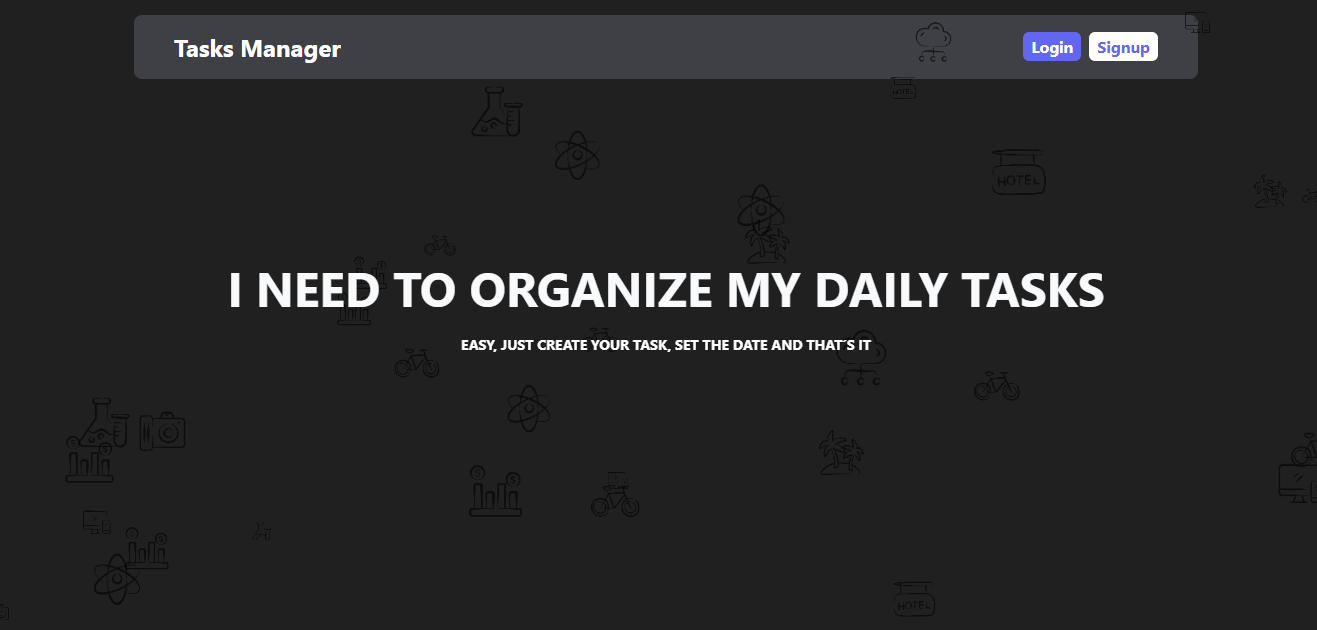 Tasks Manager
Login
Signup
HOTEL
HOTEL
I NEED TO ORGANIZE MY DAILY TASKS
EASY, JUST CREATE YOUR TASK, SET THE DATE AND THAT´S IT
HOTEL